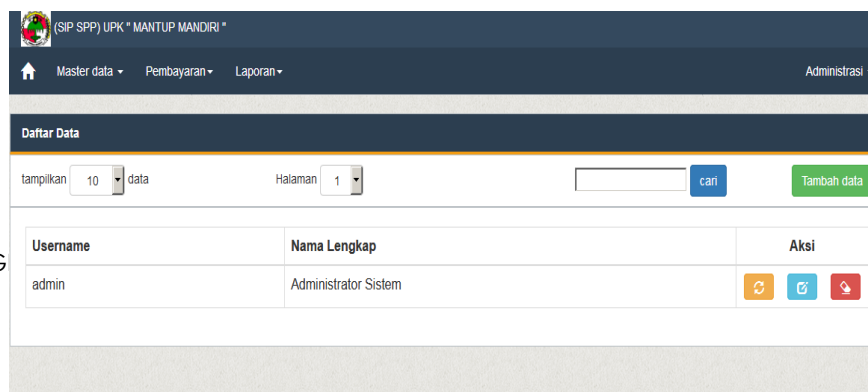 (SIP SPP) UPK " MANTUP MANDIRI "
Master data Pembayaran Laporan Administrasi
Daftar Data
tampilkan 10 data Halaman 1 cari Tambah data
Username Nama Lengkap Aksi
G
admin Administrator Sistem